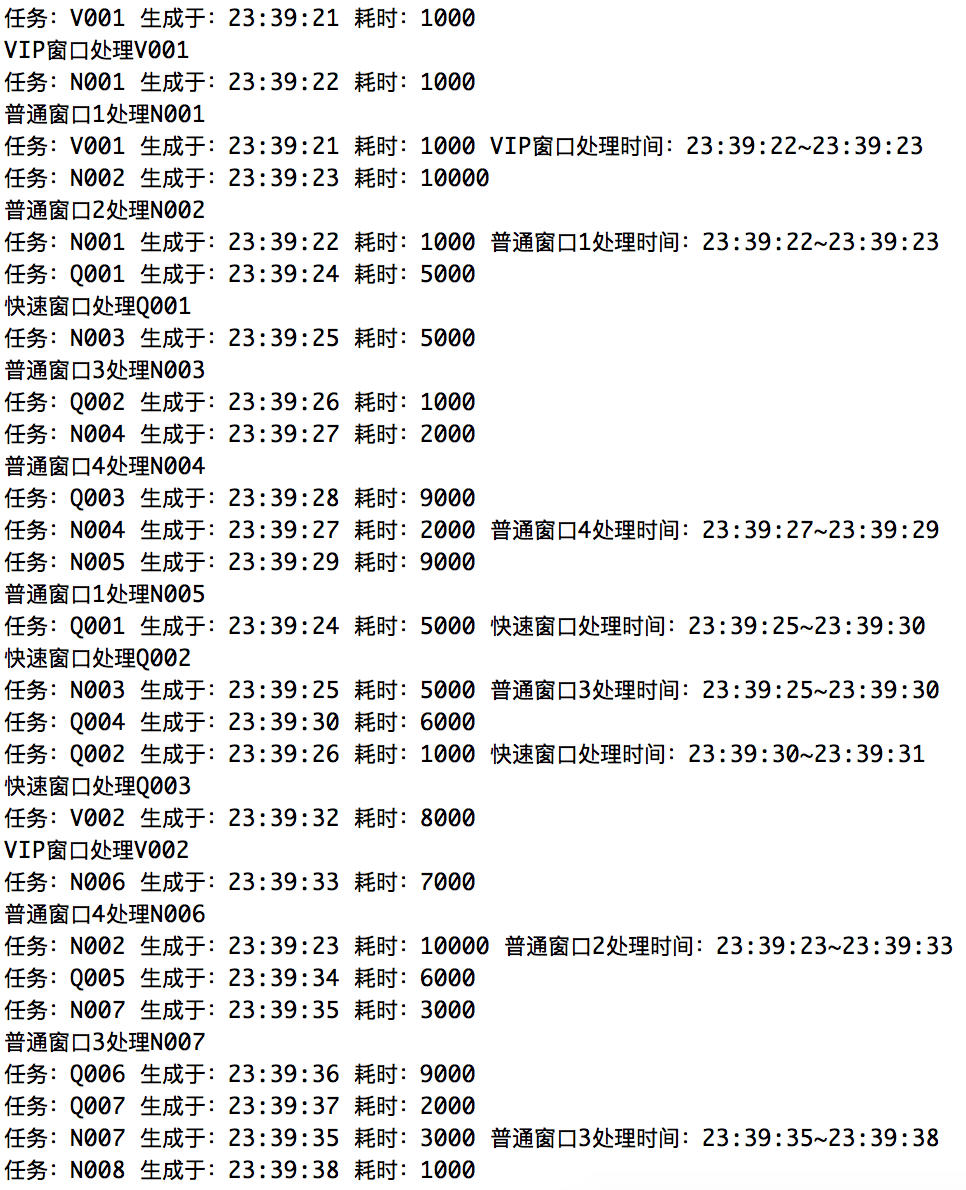 任务：V001 生成于：23:39:21 耗时：1000
VIP窗口处理V001
任务：N001 生成于：23:39:22 耗时：1000
普通窗口1处理N001
任务：V001 生成于：23:39:21 耗时：1000 VIP窗口处理时间：23:39:22~23:39:23
任务：N002 生成于：23:39:23 耗时：10000
普通窗口2处理N002
任务：N001 生成于：23:39:22 耗时：1000 普通窗口1处理时间：23:39:22~23:39:23
任务：Q001 生成于：23:39:24 耗时：5000
快速窗口处理Q001
任务：N003 生成于：23:39:25 耗时：5000
普通窗口3处理N003
任务：Q002 生成于：23:39:26 耗时：1000
任务：N004 生成于：23:39:27 耗时：2000
普通窗口4处理N004
任务：Q003 生成于：23:39:28 耗时：9000
任务：N004 生成于：23:39:27 耗时：2000 普通窗口4处理时间：23:39:27~23:39:29
任务：N005 生成于：23:39:29 耗时：9000
普通窗口1处理N005
任务：Q001 生成于：23:39:24 耗时：5000 快速窗口处理时间：23:39:25~23:39:30
快速窗口处理Q002
任务：N003 生成于：23:39:25 耗时：5000 普通窗口3处理时间：23:39:25~23:39:30
任务：Q004 生成于：23:39:30 耗时：6000
任务：Q002 生成于：23:39:26 耗时：1000 快速窗口处理时间：23:39:30~23:39:31
快速窗口处理Q003
任务：V002 生成于：23:39:32 耗时：8000
VIP窗口处理V002
任务：N006 生成于：23:39:33 耗时：7000
普通窗口4处理N006
任务：N002 生成于：23:39:23 耗时：10000 普通窗口2处理时间：23:39:23~23:39:33
任务：Q005 生成于：23:39:34 耗时：6000
任务：N007 生成于：23:39:35 耗时：3000
普通窗口3处理N007
任务：Q006 生成于：23:39:36 耗时：9000
任务：Q007 生成于：23:39:37 耗时：2000
任务：N007 生成于：23:39:35 耗时：3000 普通窗口3处理时间：23:39:35~23:39:38
任务：N008 生成于：23:39:38 耗时：1000